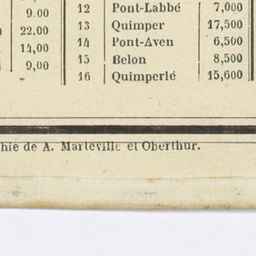 9.00 12 Pont-Labbé 7,000
22.00 13 Quimper 17,500
14,00 14 Pont-Aven 6,500
9,00 15 Belon 8,500
16 Quimperlé 15,600
hie de A. Marteville et Oberthur.